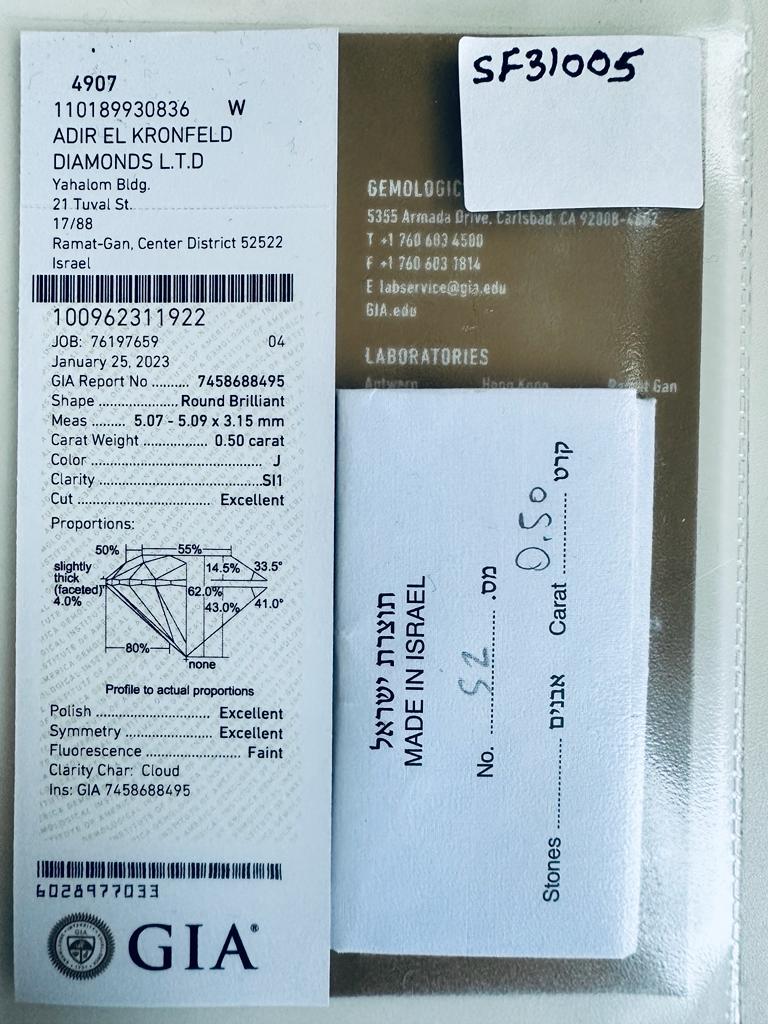 4907
110189930836 W
ADIR EL KRONFELD
DIAMONDS L.T.D
Yahalom Bldg.
21 Tuval St.
17/88
Ramat-Gan, Center District 52522
Israel
100962311922
JOB: 76197659 04
January 25, 2023
GIA Report No .......... 7458688495
Shape ..................... Round Brilliant
Meas ......... 5.07 - 5.09 x 3.15 mm
Carat Weight ................. 0.50 carat
Color ................................................ J
Clarity ............................................ SI1
Cut .................................... Excellent
Proportions:
50% 55%
slightly
thick
(faceted)
4.0%
14.5% 33.5°
62.0%
43.0% 41.0°
80%
none
Profile to actual proportions
Polish .............................. Excellent
Symmetry ....................... Excellent
Fluorescence ........................... Faint
Clarity Char: Cloud
Ins: GIA 7458688495
6028977033
GIA®
SF31005
GEMOLOGIC
5355 Armada Drive, Carlsbad, CA 92008-4602
T +1 760 603 4500
F +1 760 603 1814
E labservice@gia.edu
GIA.edu
LABORATORIES
Antwerp Hong Kong Ramat Gan
תוצרת ישראל
MADE IN ISRAEL
No. .......... 52 .......... מס.
Stones .................... אבנים Carat .......... 0.50 .......... קרט